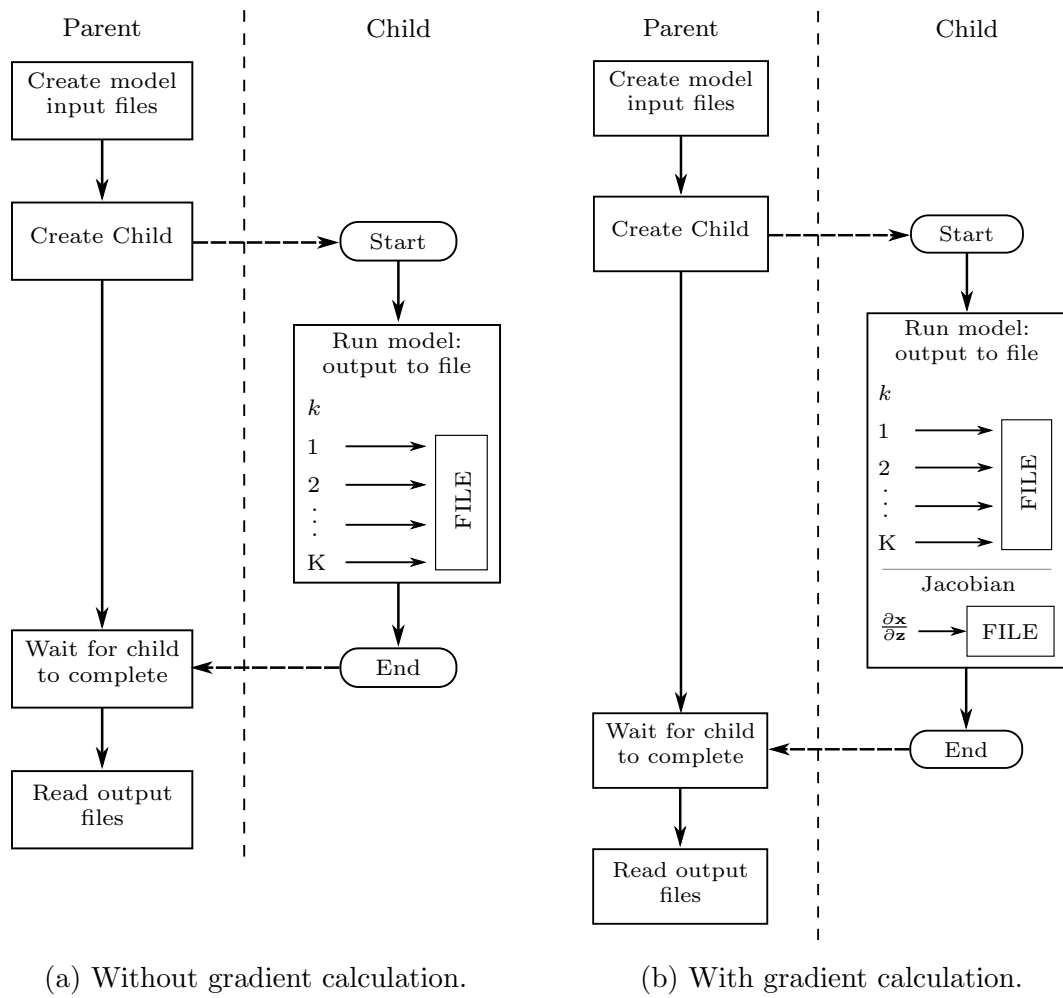 Parent
Child
Create model
input files
Create Child
Start
Run model:
output to file
k
1
2
⋮
K
FILE
Wait for child
to complete
End
Read output
files
(a) Without gradient calculation.
Parent
Child
Create model
input files
Create Child
Start
Run model:
output to file
k
1
2
⋮
K
FILE
Jacobian
∂x/∂z
FILE
Wait for child
to complete
End
Read output
files
(b) With gradient calculation.